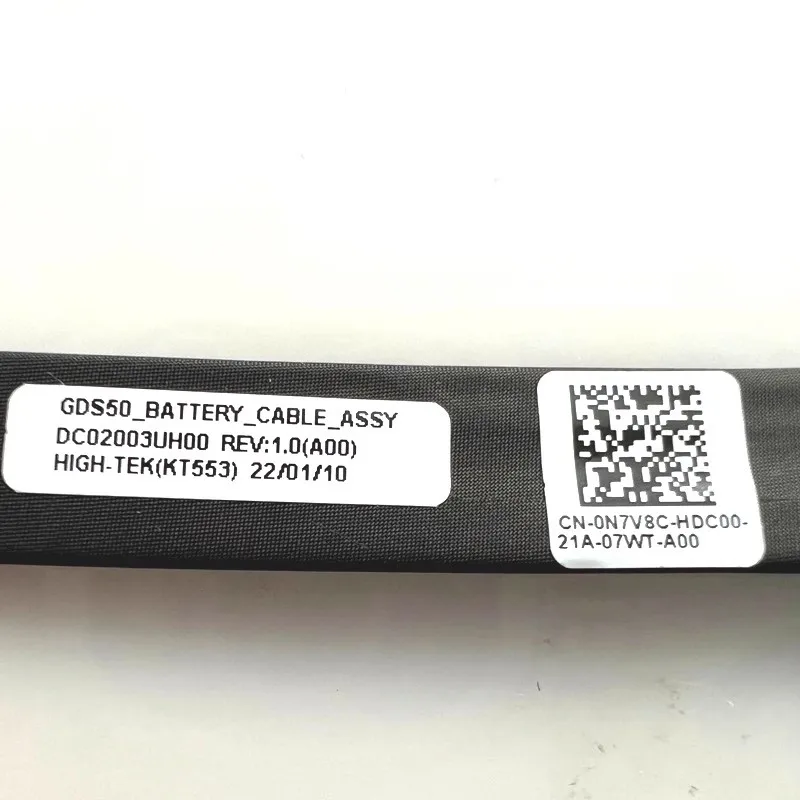 GDS50_BATTERY_CABLE_ASSY
DC02003UH00 REV:1.0(A00)
HIGH-TEK(KT553) 22/01/10
CN-0N7V8C-HDC00-
21A-07WT-A00